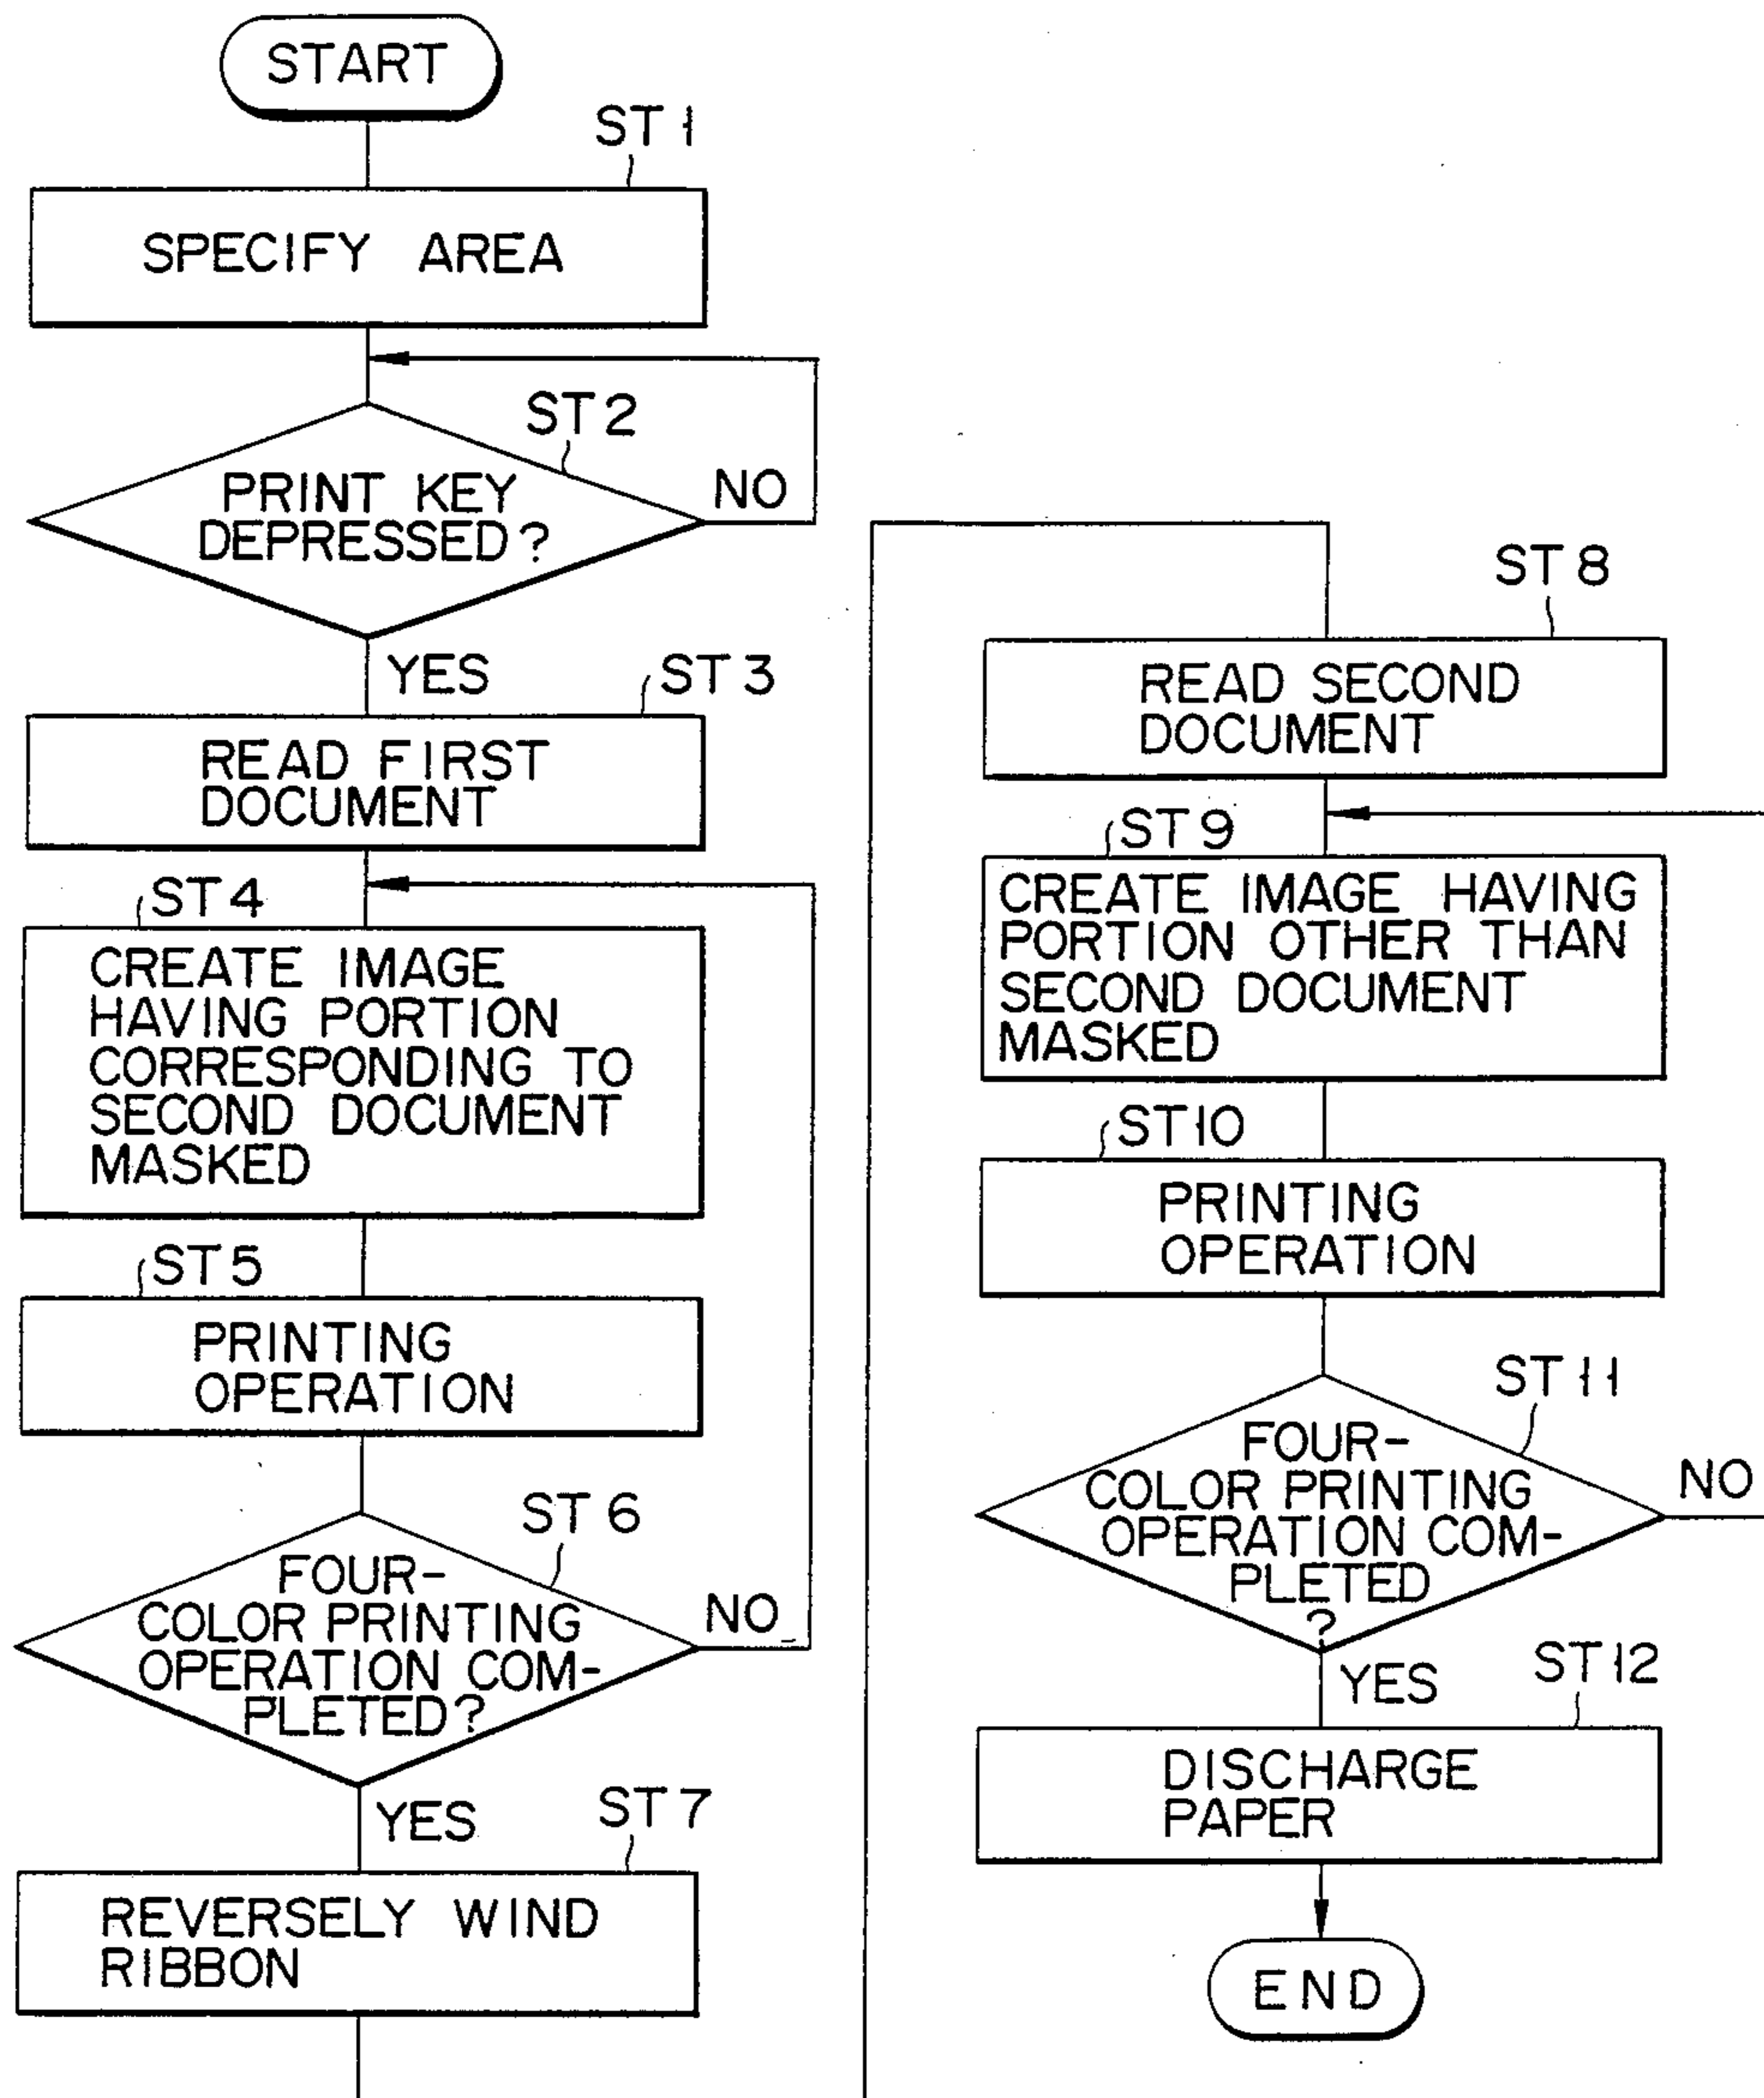 START
ST 1
SPECIFY AREA
ST 2
PRINT KEY
DEPRESSED?
NO
YES
ST 3
READ FIRST
DOCUMENT
ST 4
CREATE IMAGE
HAVING PORTION
CORRESPONDING TO
SECOND DOCUMENT
MASKED
ST 5
PRINTING
OPERATION
ST 6
FOUR-
COLOR PRINTING
OPERATION COM-
PLETED?
NO
YES
ST 7
REVERSELY WIND
RIBBON
ST 8
READ SECOND
DOCUMENT
ST 9
CREATE IMAGE HAVING
PORTION OTHER THAN
SECOND DOCUMENT
MASKED
ST 10
PRINTING
OPERATION
ST 11
FOUR-
COLOR PRINTING
OPERATION COM-
PLETED
?
NO
YES
ST 12
DISCHARGE
PAPER
END